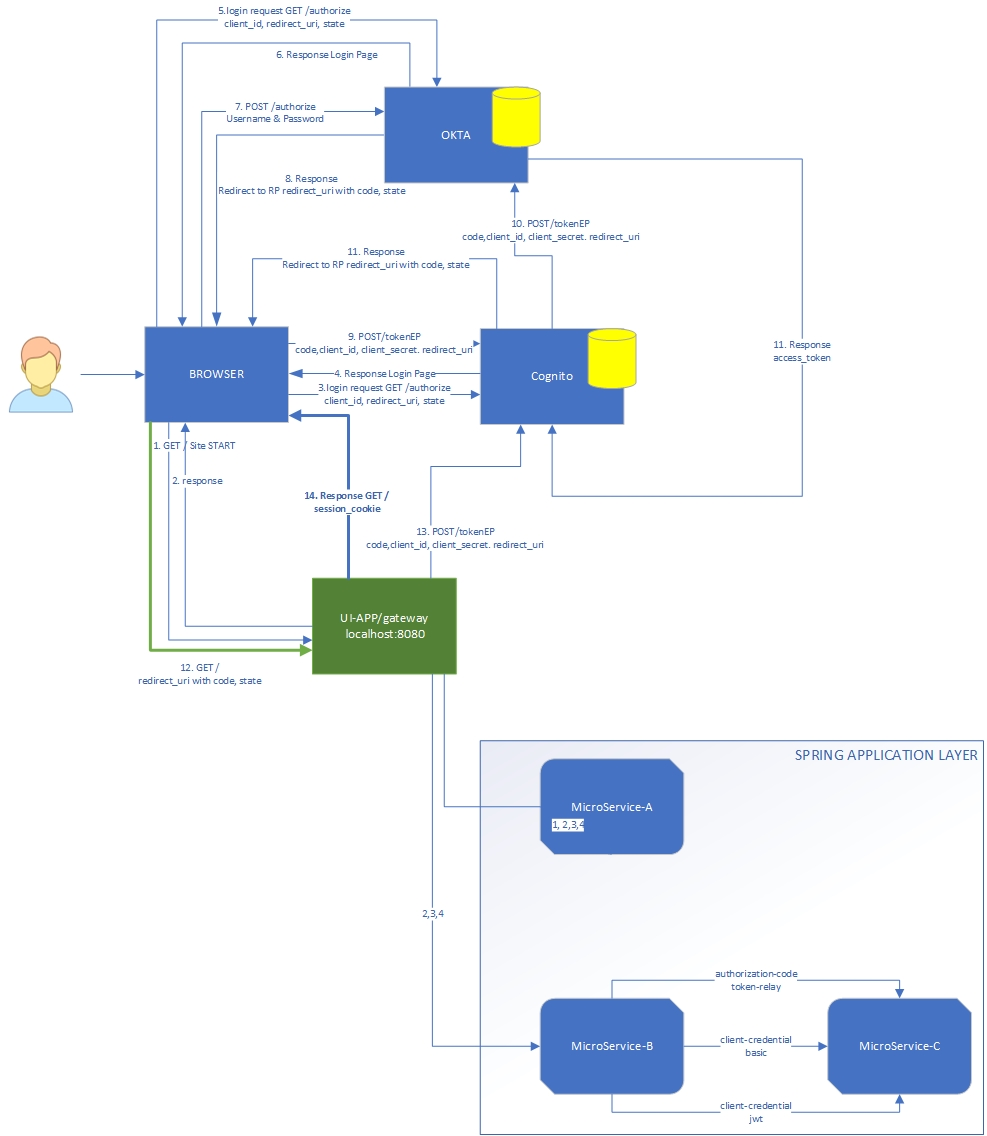 5.login request GET /authorize
client_id, redirect_uri, state
6. Response Login Page
7. POST /authorize
Username & Password
OKTA
8. Response
Redirect to RP redirect_uri with code, state
10. POST/tokenEP
code,client_id, client_secret. redirect_uri
11. Response
Redirect to RP redirect_uri with code, state
9. POST/tokenEP
code,client_id, client_secret. redirect_uri
11. Response
access_token
BROWSER
4. Response Login Page
Cognito
3.login request GET /authorize
client_id, redirect_uri, state
1. GET / Site START
2. response
14. Response GET /
session_cookie
13. POST/tokenEP
code,client_id, client_secret. redirect_uri
UI-APP/gateway
localhost:8080
12. GET /
redirect_uri with code, state
SPRING APPLICATION LAYER
MicroService-A
1, 2,3,4
2,3,4
authorization-code
token-relay
MicroService-B
client-credential
basic
MicroService-C
client-credential
jwt